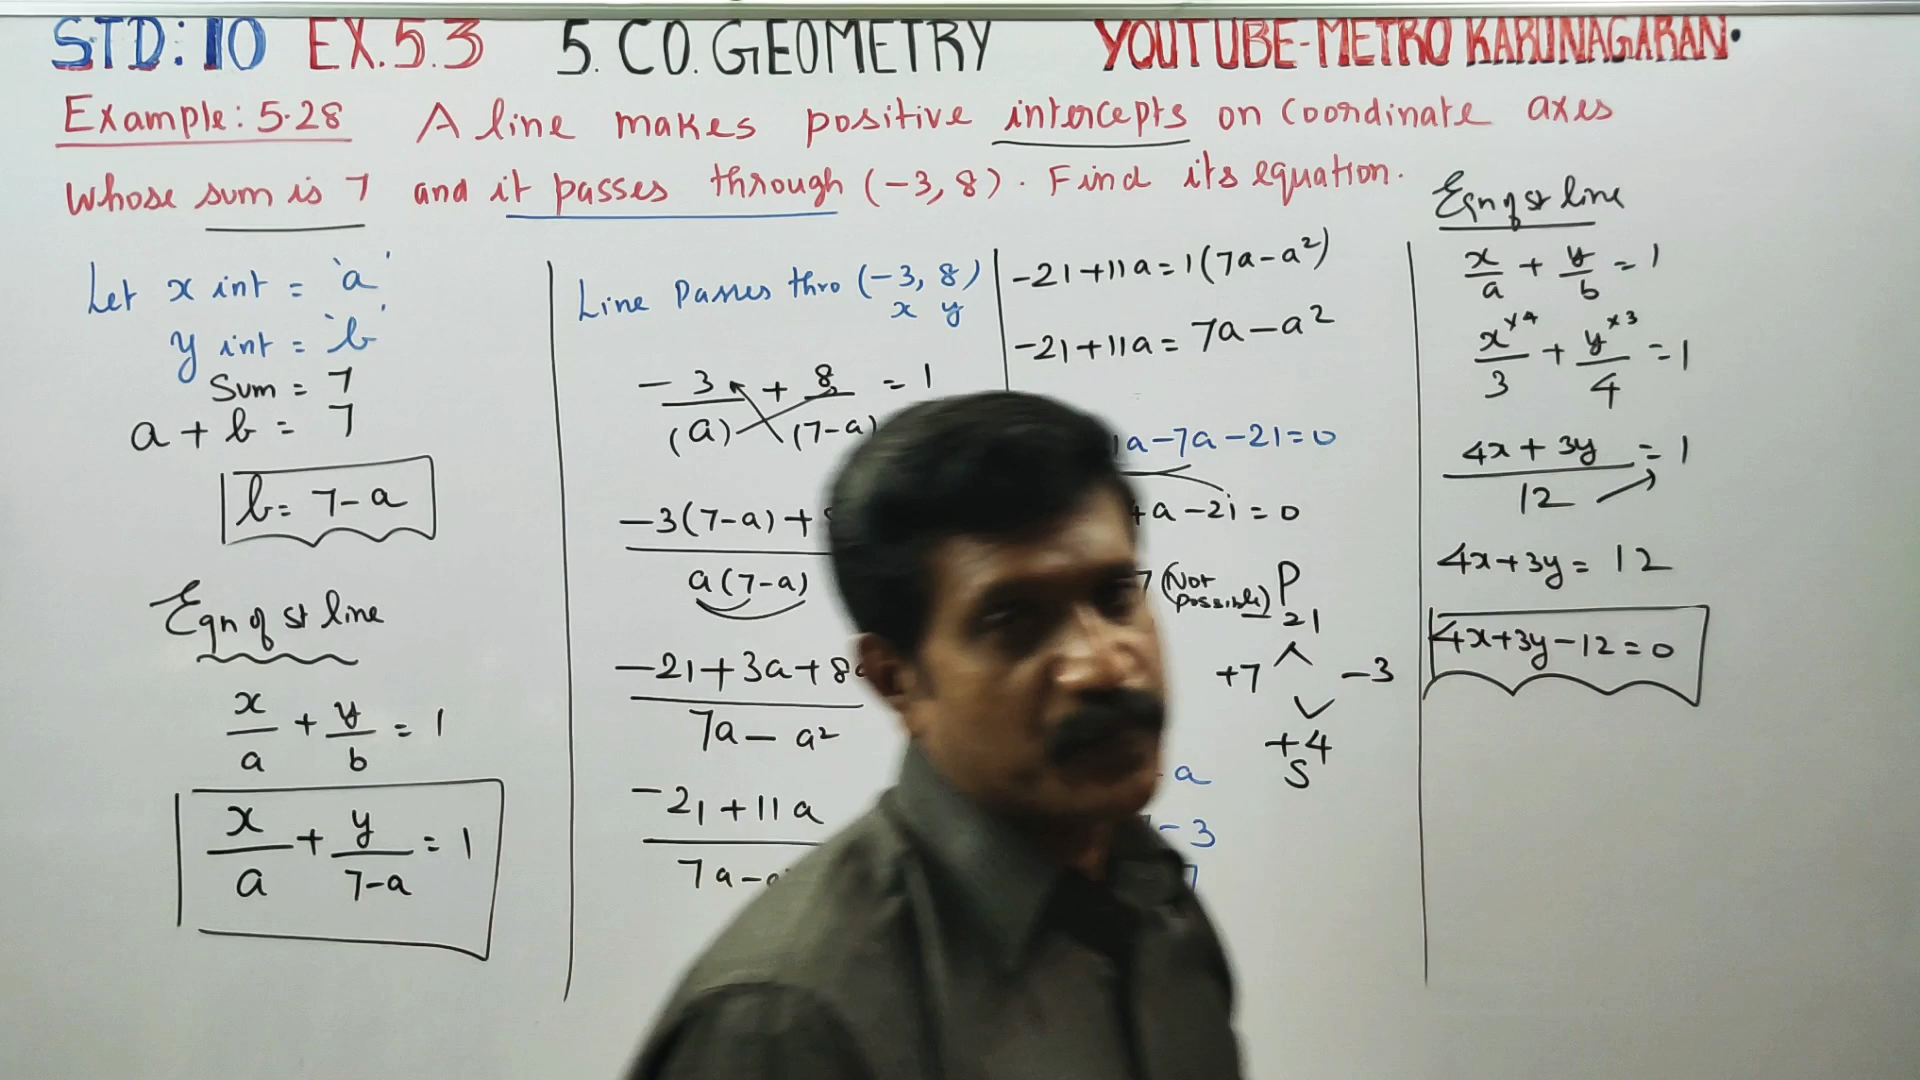 STD: 10 EX.5.3 5. CO. GEOMETRY YOUTUBE-METRO KARUNAGARAN.
Example: 5.28 A line makes positive intercepts on coordinate axes
whose sum is 7 and it passes through (-3, 8). Find its equation.
Let x int = 'a'
y int = 'b'
Sum = 7
a + b = 7
b = 7-a
Eqn of st line
x/a + y/b = 1
x/a + y/7-a = 1
Line Passes thro (-3, 8)
x y
-3/(a) + 8/(7-a) = 1
-3(7-a)+
a(7-a)
-21+3a+8
7a - a²
-21+11a
7a-
-21+11a = 1(7a-a²)
-21+11a = 7a-a²
a-7a-21=0
a-21=0
(Not possible)
P
21
+7 -3
+4
S
a
-3
7
Eqn of st line
x/a + y/b = 1
x×4/3 + y×3/4 = 1
4x+3y/12 = 1
4x+3y = 12
4x+3y-12=0